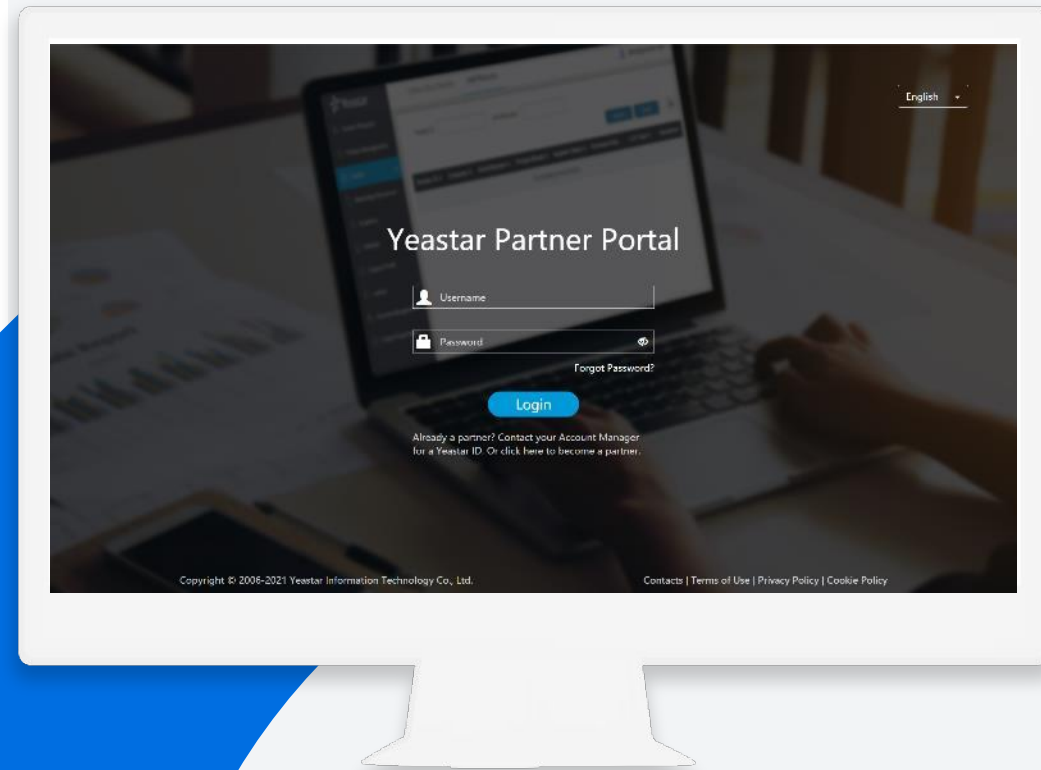 English
Yeastar Partner Portal
Username
Password
Forgot Password?
Login
Already a partner? Contact your Account Manager
for a Yeastar ID. Or click here to become a partner.
Copyright © 2006-2021 Yeastar Information Technology Co., Ltd.
Contacts | Terms of Use | Privacy Policy | Cookie Policy